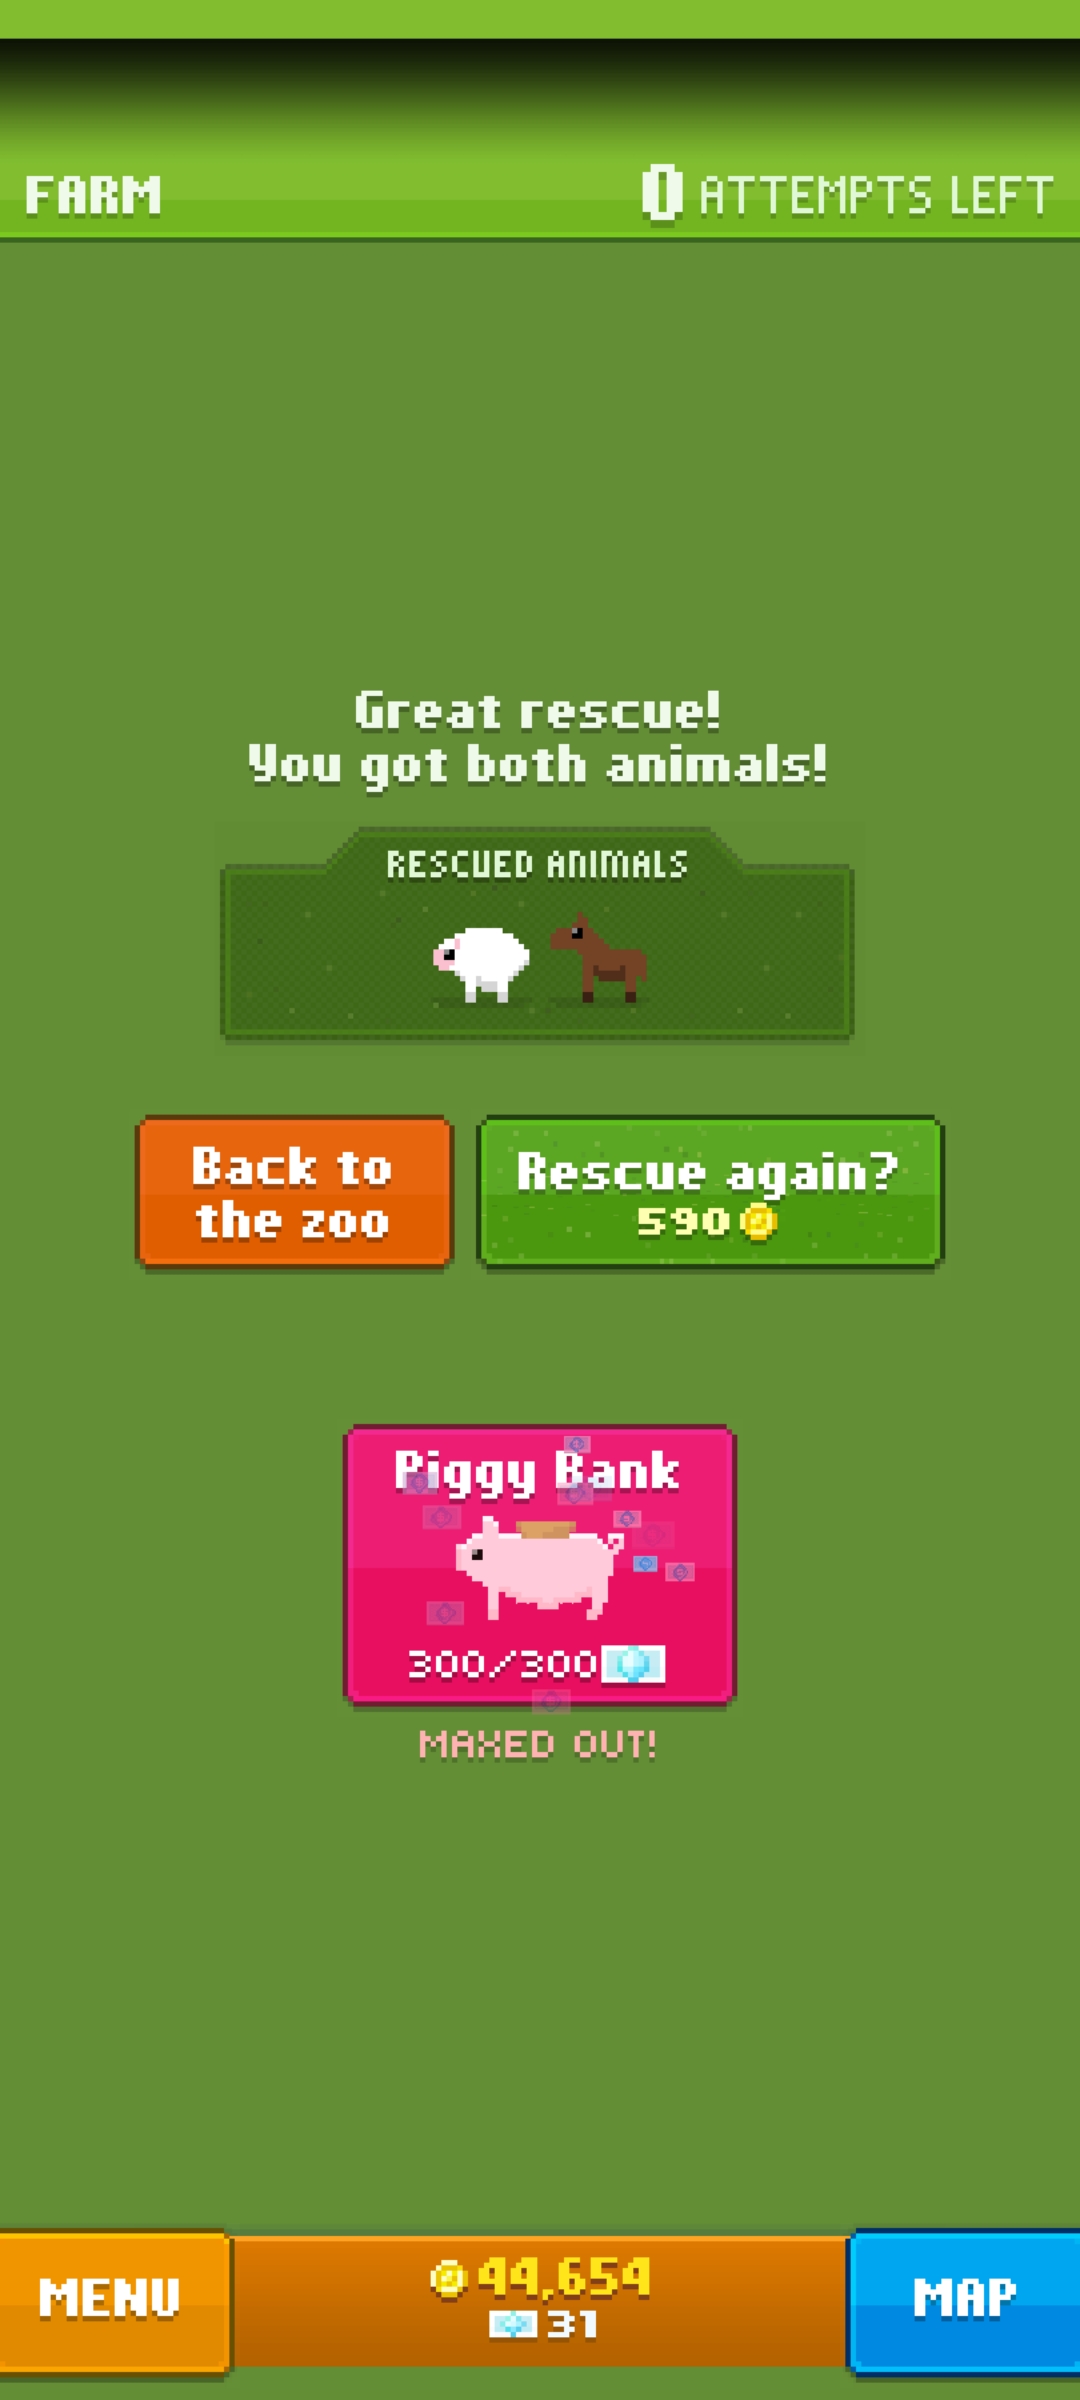 FARM
0 ATTEMPTS LEFT
Great rescue!
You got both animals!
RESCUED ANIMALS
Back to
the zoo
Rescue again?
590
Piggy Bank
300/300
MAXED OUT!
MENU
44,654
31
MAP